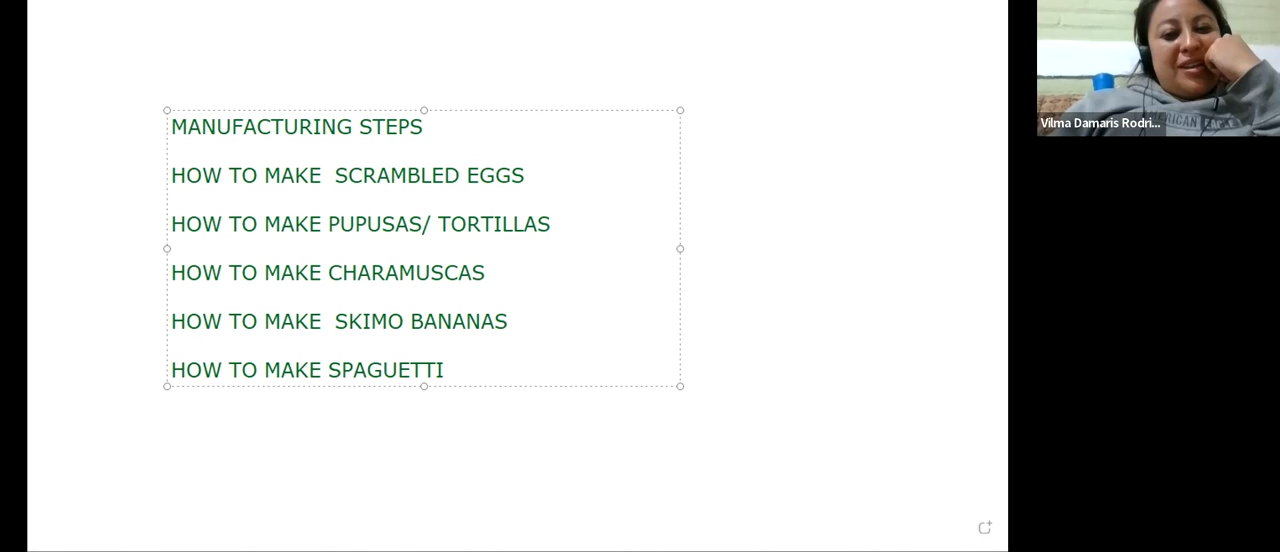 MANUFACTURING STEPS
HOW TO MAKE  SCRAMBLED EGGS
HOW TO MAKE PUPUSAS/ TORTILLAS
HOW TO MAKE CHARAMUSCAS
HOW TO MAKE  SKIMO BANANAS
HOW TO MAKE SPAGUETTI
Vilma Damaris Rodri...